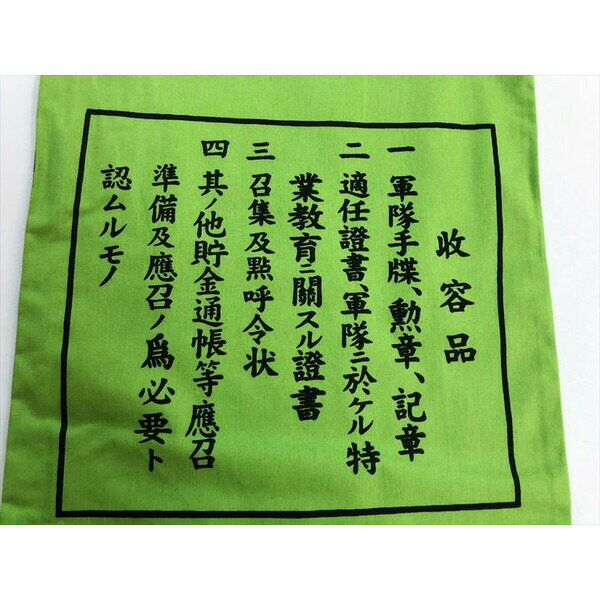 收容品
一 軍隊手牒、勲章、記章
二 適任證書、軍隊ニ於ケル特
業教育ニ關スル證書
三 召集及點呼令状
四 其ノ他貯金通帳等應召
準備及應召ノ爲必要ト
認ムルモノ